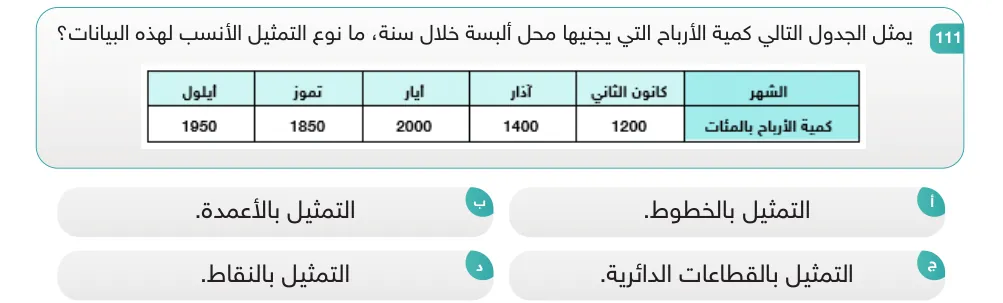 111 يمثل الجدول التالي كمية الأرباح التي يجنيها محل ألبسة خلال سنة، ما نوع التمثيل الأنسب لهذه البيانات؟
الشهر كانون الثاني آذار أيار تموز أيلول
كمية الأرباح بالمئات 1200 1400 2000 1850 1950
أ التمثيل بالخطوط.
ب التمثيل بالأعمدة.
ج التمثيل بالقطاعات الدائرية.
د التمثيل بالنقاط.